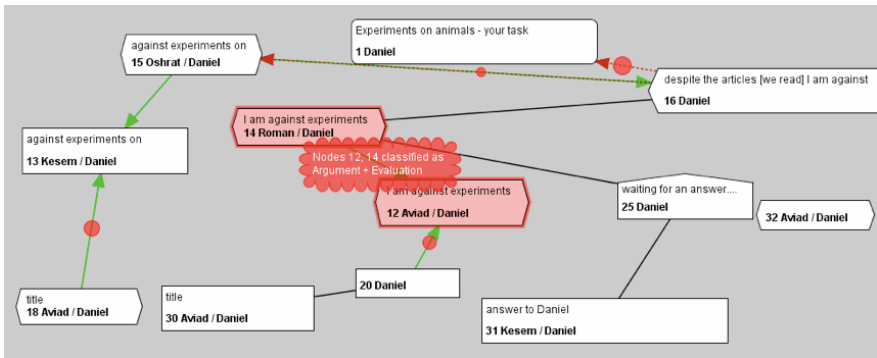 Experiments on animals - your task
1 Daniel
against experiments on
15 Oshrat / Daniel
despite the articles [we read] I am against
16 Daniel
I am against experiments
14 Roman / Daniel
against experiments on
13 Kesem / Daniel
Nodes 12, 14 classified as
Argument + Evaluation
I am against experiments
12 Aviad / Daniel
waiting for an answer....
25 Daniel
32 Aviad / Daniel
20 Daniel
title
18 Aviad / Daniel
title
30 Aviad / Daniel
answer to Daniel
31 Kesem / Daniel